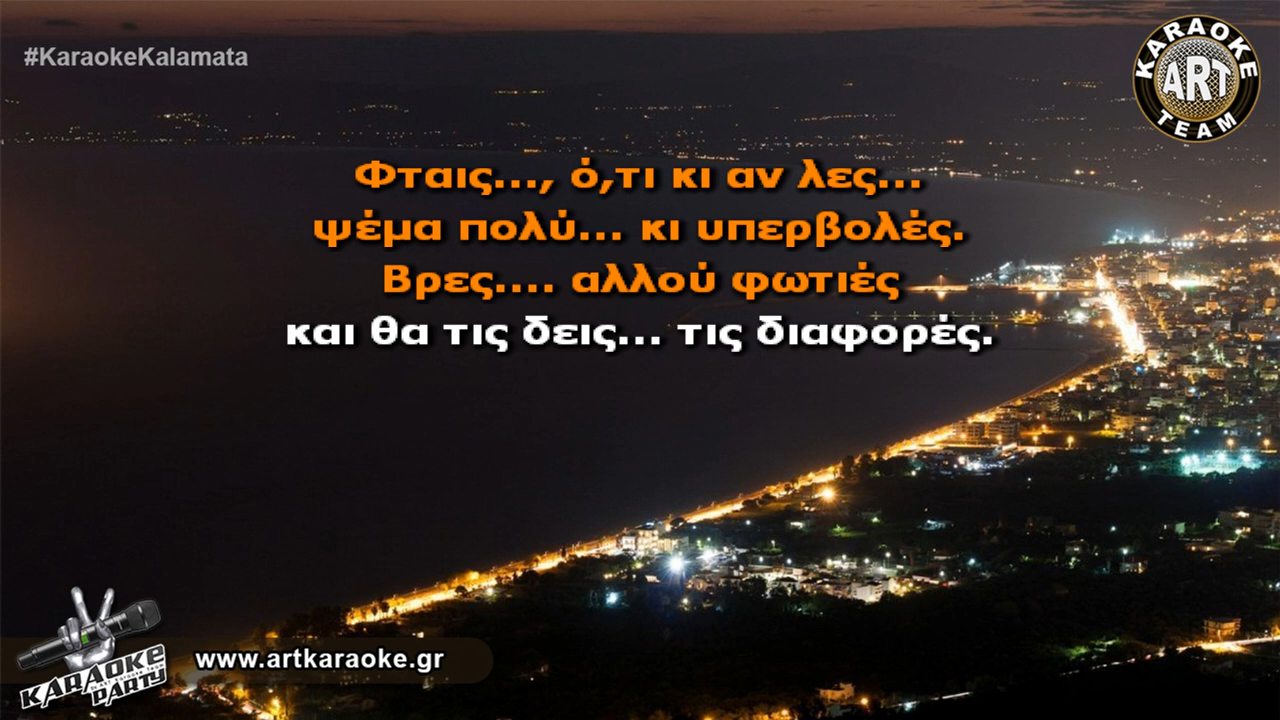 #KaraokeKalamata
KARAOKE
ART
TEAM
Φταις..., ό,τι κι αν λες...
ψέμα πολύ... κι υπερβολές.
Βρες.... αλλού φωτιές
και θα τις δεις... τις διαφορές.
KARAOKE
PARTY
www.artkaraoke.gr